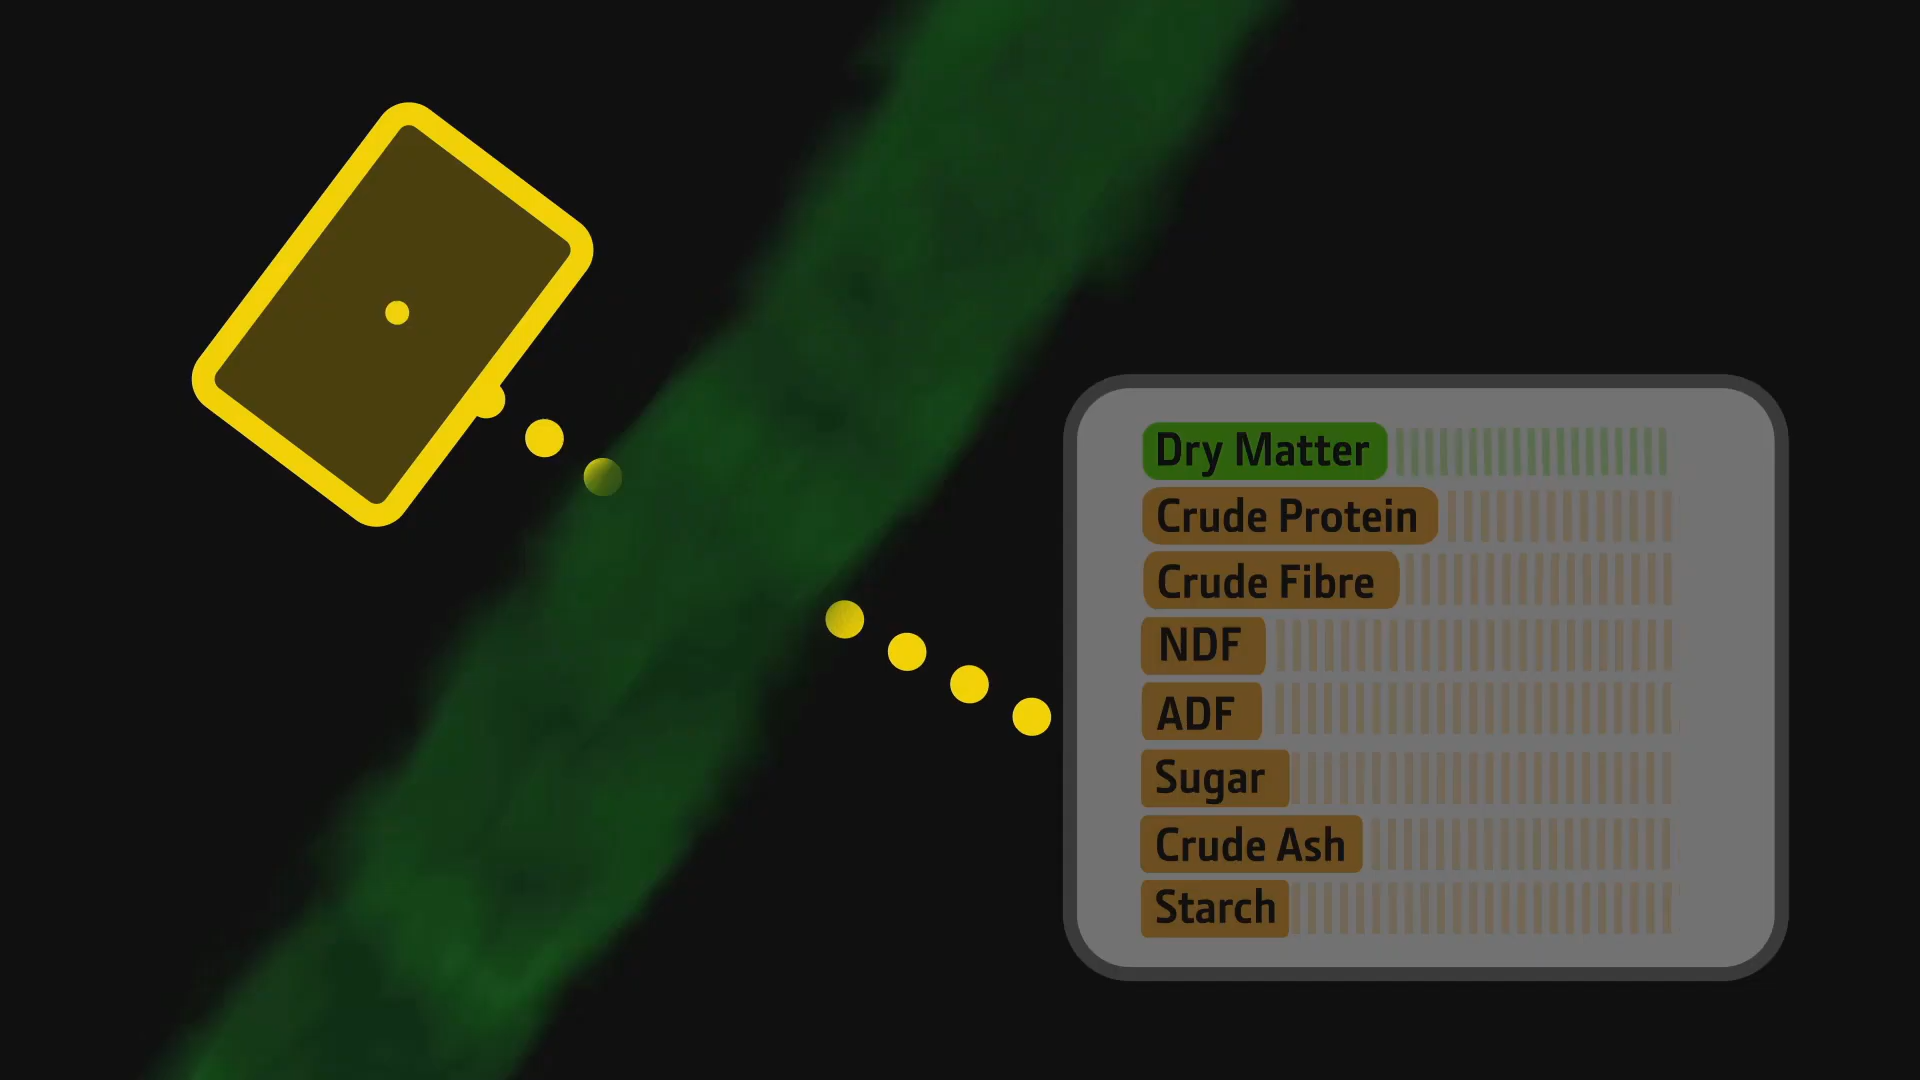 Dry Matter
Crude Protein
Crude Fibre
NDF
ADF
Sugar
Crude Ash
Starch